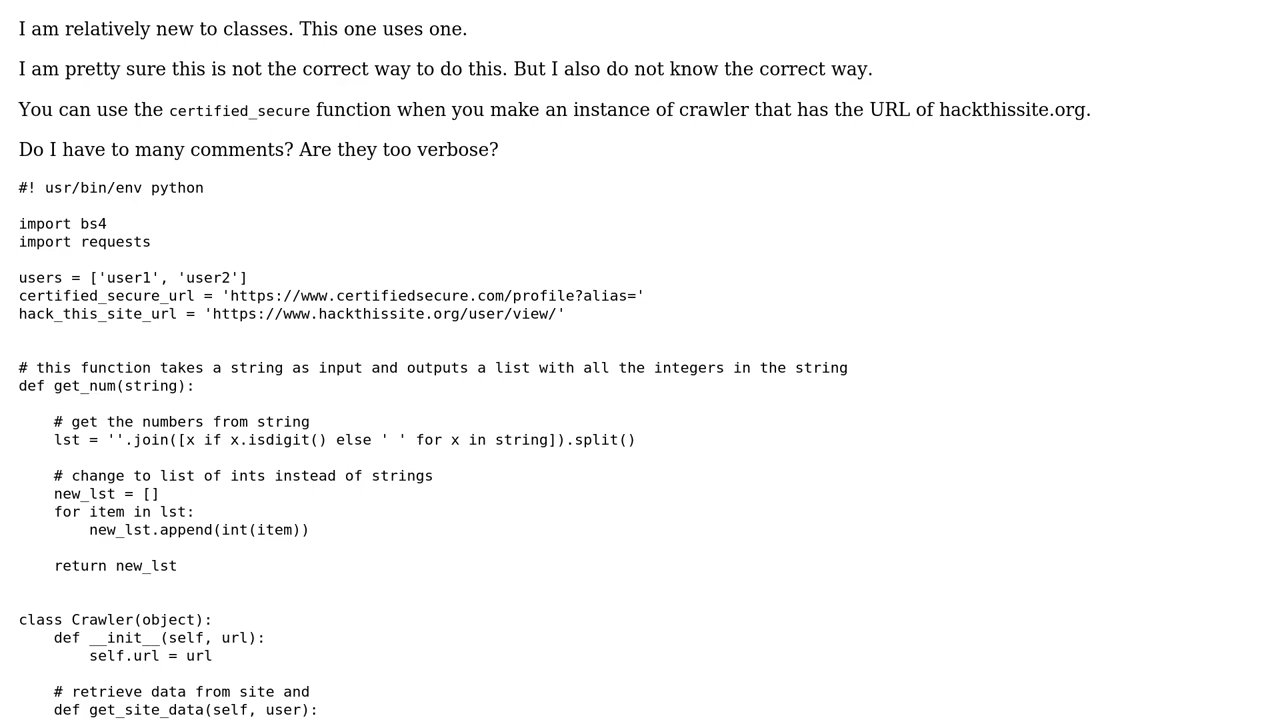 I am relatively new to classes. This one uses one.
I am pretty sure this is not the correct way to do this. But I also do not know the correct way.
You can use the certified_secure function when you make an instance of crawler that has the URL of hackthissite.org.
Do I have to many comments? Are they too verbose?
#! usr/bin/env python
import bs4
import requests
users = ['user1', 'user2']
certified_secure_url = 'https://www.certifiedsecure.com/profile?alias='
hack_this_site_url = 'https://www.hackthissite.org/user/view/'
# this function takes a string as input and outputs a list with all the integers in the string
def get_num(string):
    # get the numbers from string
    lst = ''.join([x if x.isdigit() else ' ' for x in string]).split()
    # change to list of ints instead of strings
    new_lst = []
    for item in lst:
        new_lst.append(int(item))
    return new_lst
class Crawler(object):
    def __init__(self, url):
        self.url = url
    # retrieve data from site and
    def get_site_data(self, user):